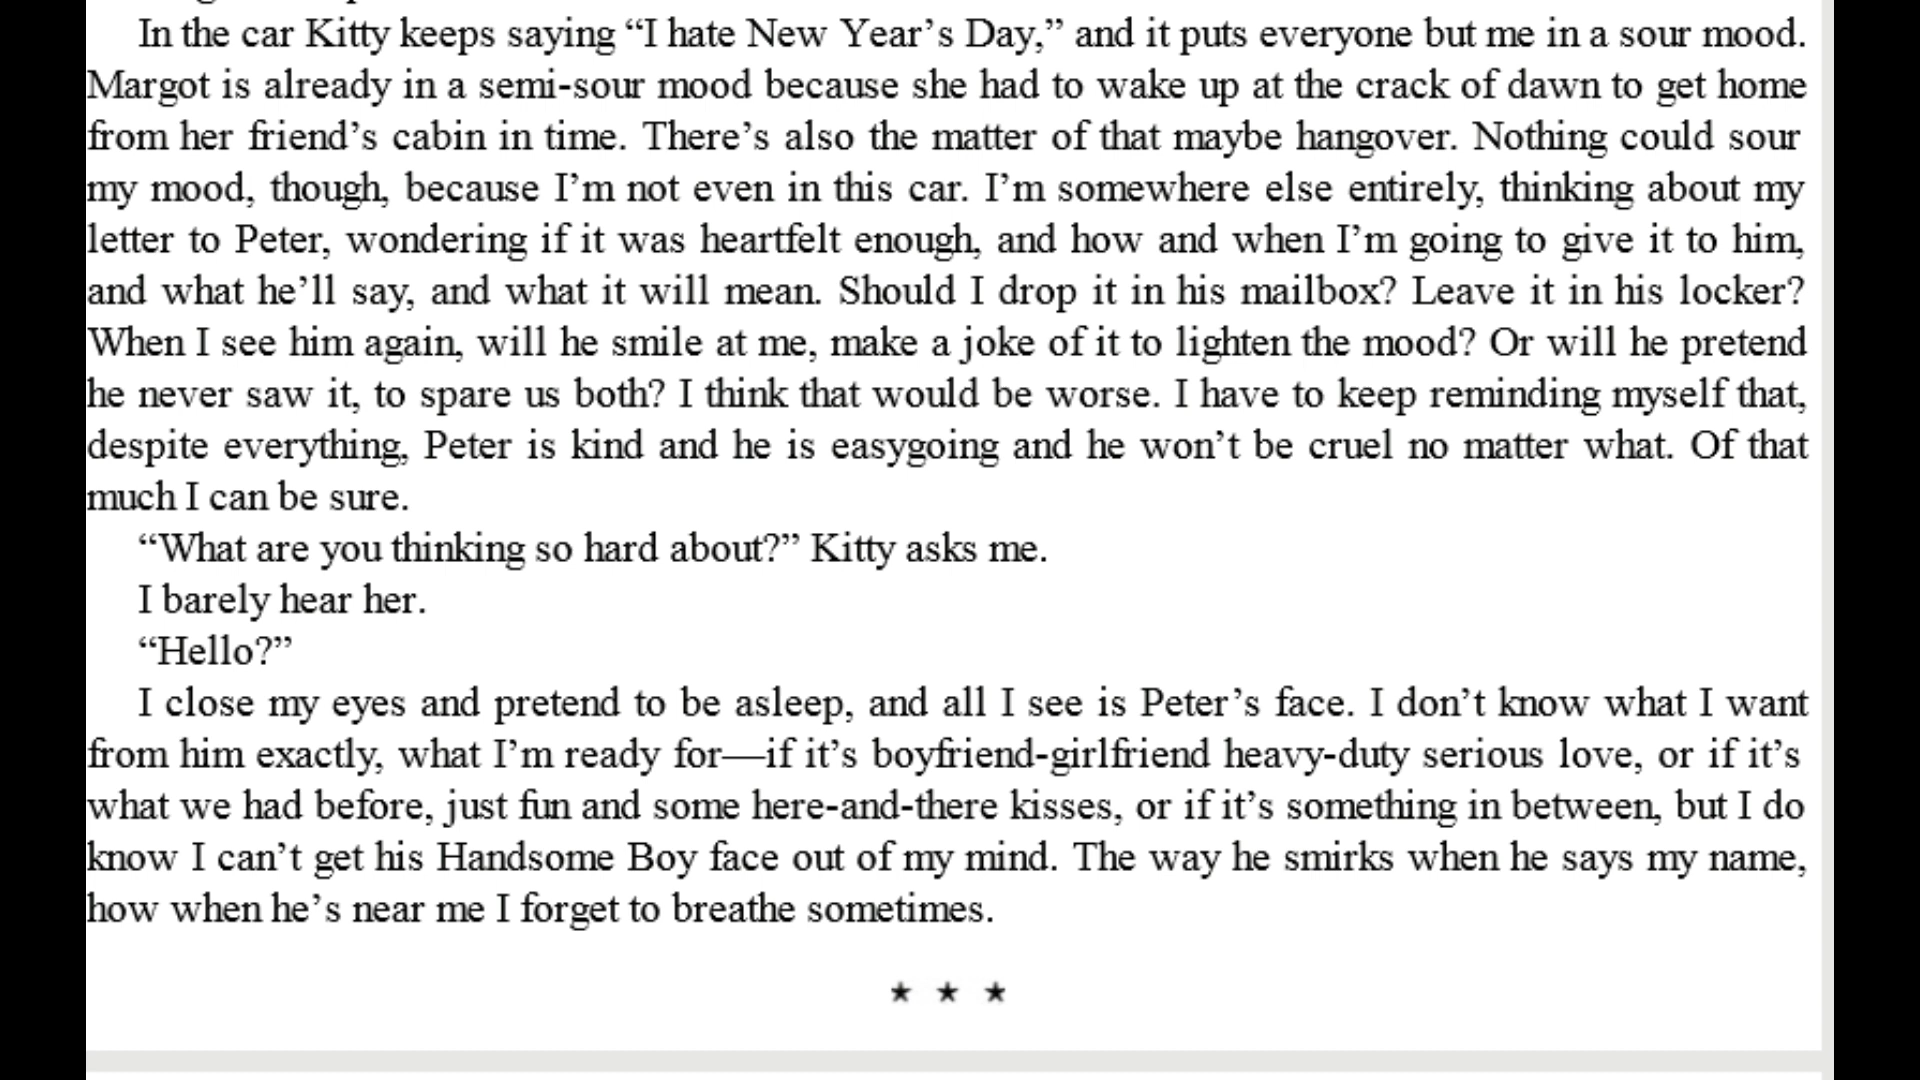 In the car Kitty keeps saying “I hate New Year’s Day,” and it puts everyone but me in a sour mood.
Margot is already in a semi-sour mood because she had to wake up at the crack of dawn to get home
from her friend’s cabin in time. There’s also the matter of that maybe hangover. Nothing could sour
my mood, though, because I’m not even in this car. I’m somewhere else entirely, thinking about my
letter to Peter, wondering if it was heartfelt enough, and how and when I’m going to give it to him,
and what he’ll say, and what it will mean. Should I drop it in his mailbox? Leave it in his locker?
When I see him again, will he smile at me, make a joke of it to lighten the mood? Or will he pretend
he never saw it, to spare us both? I think that would be worse. I have to keep reminding myself that,
despite everything, Peter is kind and he is easygoing and he won’t be cruel no matter what. Of that
much I can be sure.
“What are you thinking so hard about?” Kitty asks me.
I barely hear her.
“Hello?”
I close my eyes and pretend to be asleep, and all I see is Peter’s face. I don’t know what I want
from him exactly, what I’m ready for—if it’s boyfriend-girlfriend heavy-duty serious love, or if it’s
what we had before, just fun and some here-and-there kisses, or if it’s something in between, but I do
know I can’t get his Handsome Boy face out of my mind. The way he smirks when he says my name,
how when he’s near me I forget to breathe sometimes.
★ ★ ★